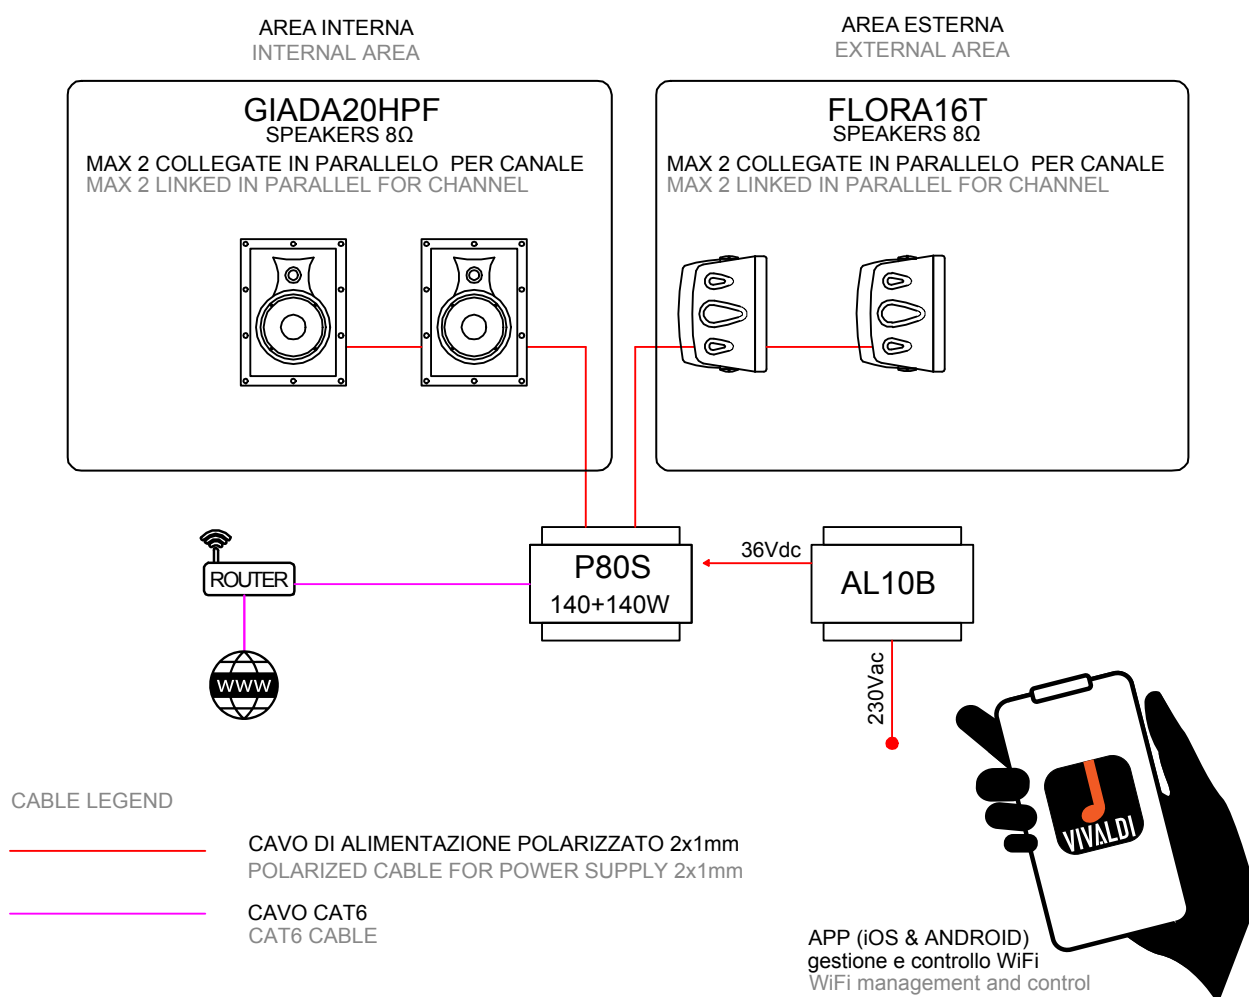 AREA INTERNA
INTERNAL AREA
AREA ESTERNA
EXTERNAL AREA
GIADA20HPF
SPEAKERS 8Ω
MAX 2 COLLEGATE IN PARALLELO PER CANALE
MAX 2 LINKED IN PARALLEL FOR CHANNEL
FLORA16T
SPEAKERS 8Ω
MAX 2 COLLEGATE IN PARALLELO PER CANALE
MAX 2 LINKED IN PARALLEL FOR CHANNEL
ROUTER
www
P80S
140+140W
36Vdc
AL10B
230Vac
VIVALDI
CABLE LEGEND
CAVO DI ALIMENTAZIONE POLARIZZATO 2x1mm
POLARIZED CABLE FOR POWER SUPPLY 2x1mm
CAVO CAT6
CAT6 CABLE
APP (iOS & ANDROID)
gestione e controllo WiFi
WiFi management and control